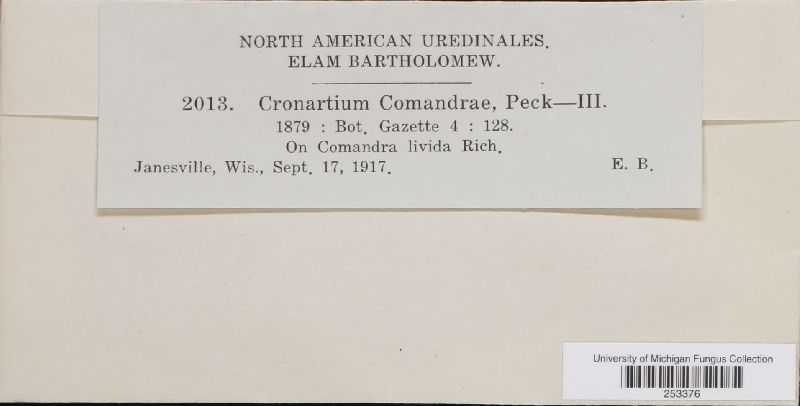 NORTH AMERICAN UREDINALES.
ELAM BARTHOLOMEW.
2013. Cronartium Comandrae, Peck—III.
1879 : Bot. Gazette 4 : 128.
On Comandra livida Rich.
Janesville, Wis., Sept. 17, 1917. E. B.
University of Michigan Fungus Collection
253376